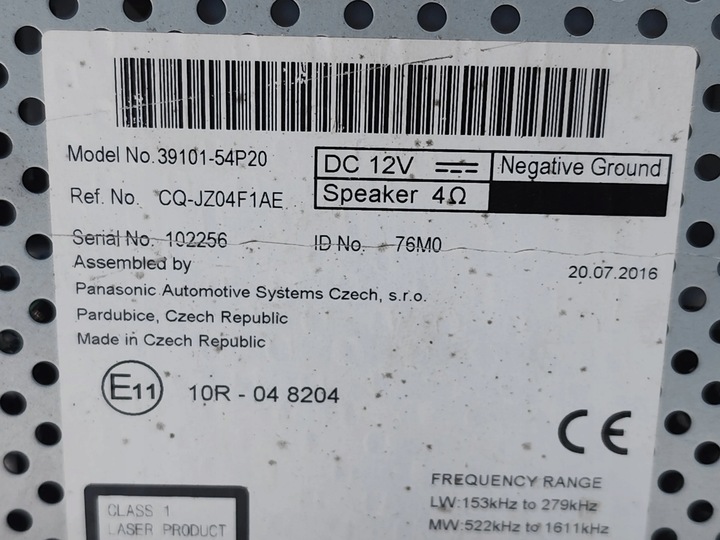 Model No. 39101-54P20
DC 12V Negative Ground
Ref. No. CQ-JZ04F1AE
Speaker 4Ω
Serial No. 102256 ID No. 76M0
Assembled by
20.07.2016
Panasonic Automotive Systems Czech, s.r.o.
Pardubice, Czech Republic
Made in Czech Republic
E11 10R - 04 8204
CE
FREQUENCY RANGE
LW:153kHz to 279kHz
MW:522kHz to 1611kHz
CLASS 1
LASER PRODUCT